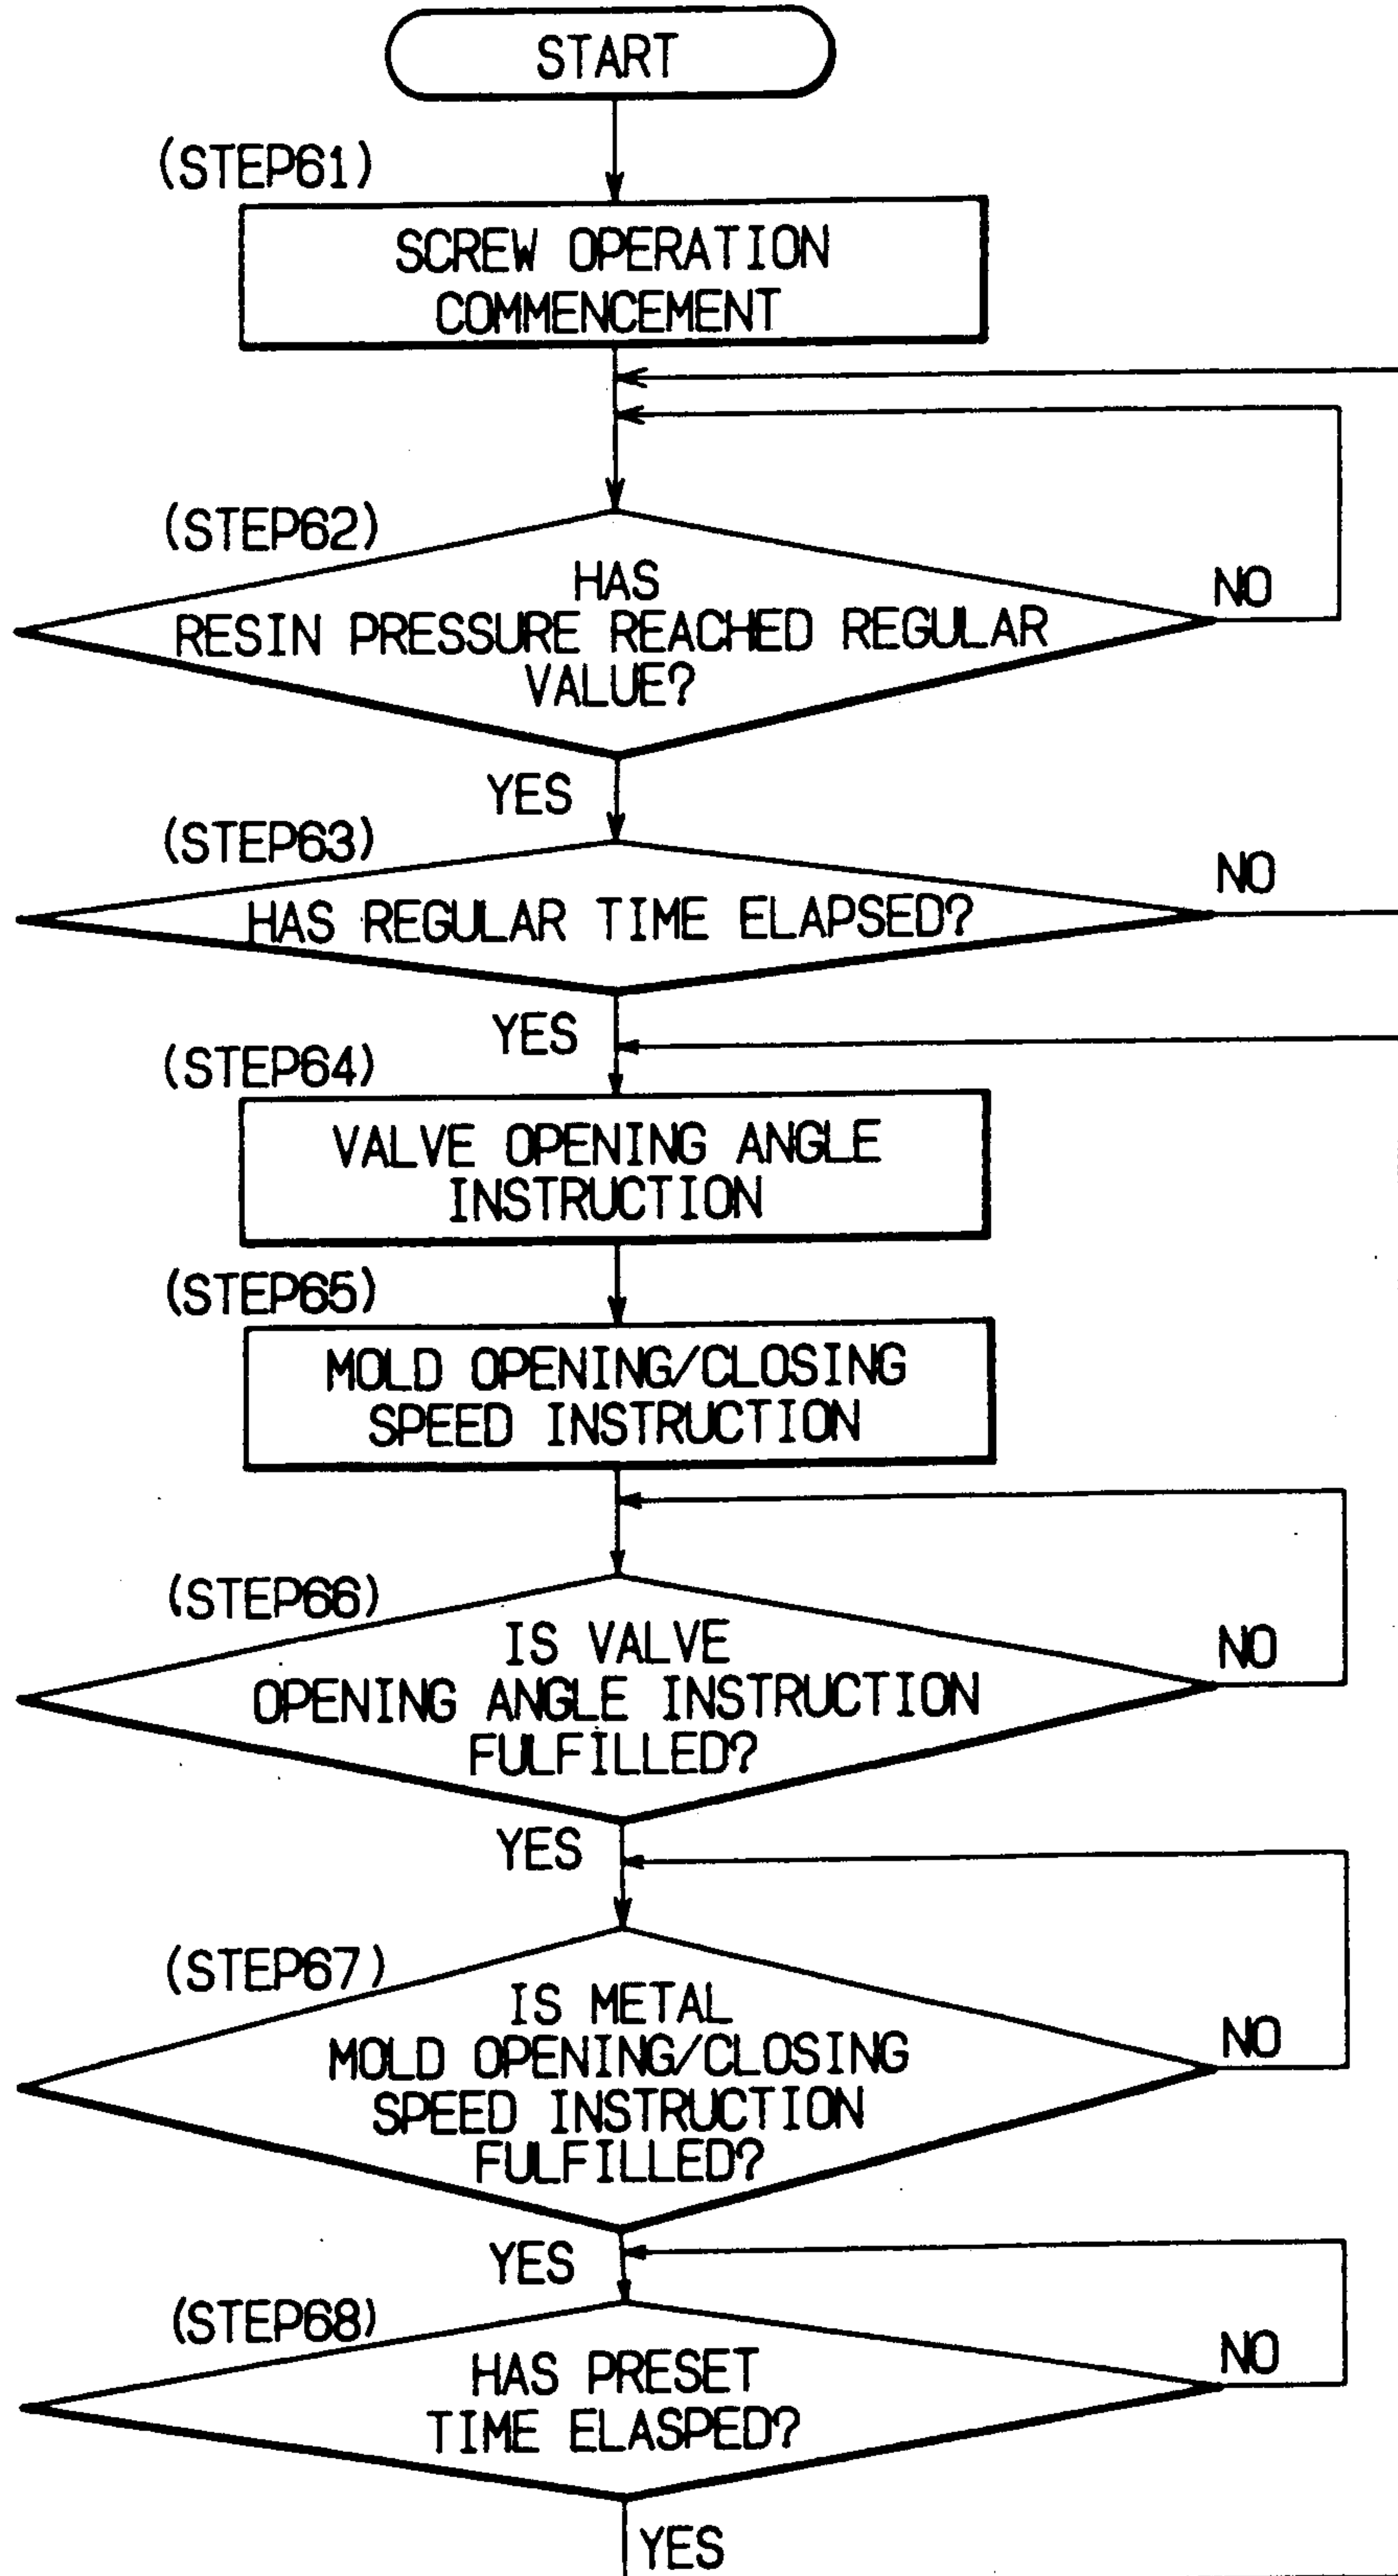 START
(STEP61)
SCREW OPERATION
COMMENCEMENT
(STEP62)
HAS
RESIN PRESSURE REACHED REGULAR
VALUE?
NO
YES
(STEP63)
HAS REGULAR TIME ELAPSED?
NO
YES
(STEP64)
VALVE OPENING ANGLE
INSTRUCTION
(STEP65)
MOLD OPENING/CLOSING
SPEED INSTRUCTION
(STEP66)
IS VALVE
OPENING ANGLE INSTRUCTION
FULFILLED?
NO
YES
(STEP67)
IS METAL
MOLD OPENING/CLOSING
SPEED INSTRUCTION
FULFILLED?
NO
YES
(STEP68)
HAS PRESET
TIME ELASPED?
NO
YES